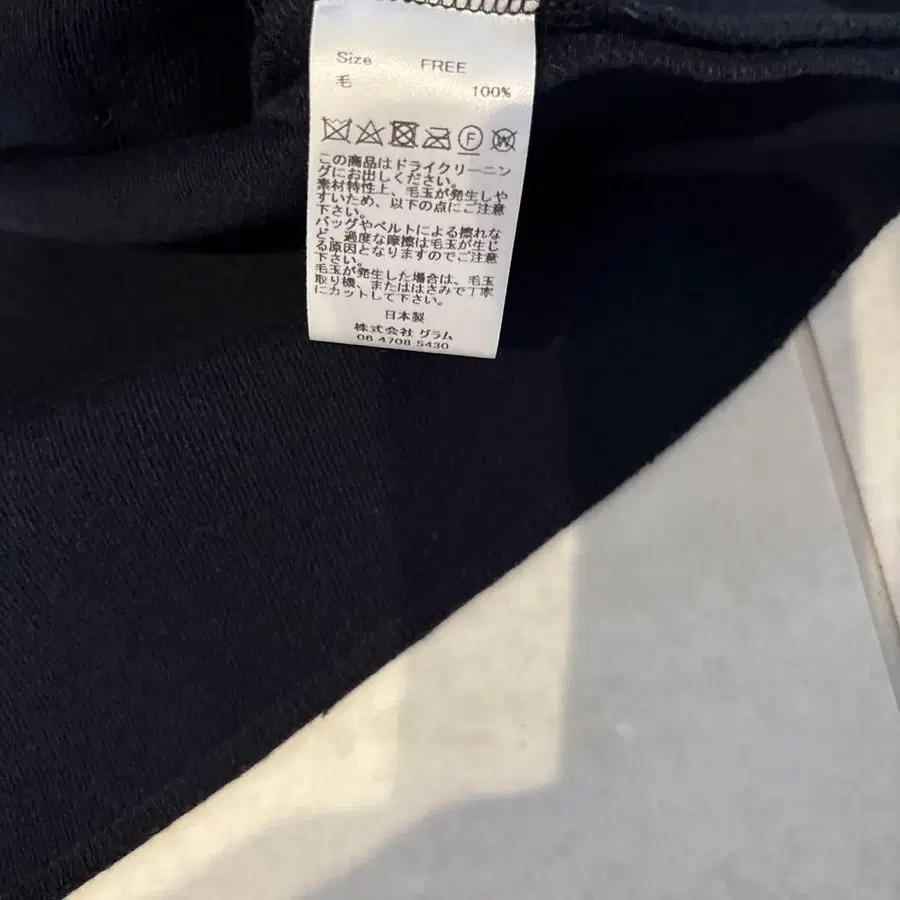 Size FREE
毛 100%
F W
この商品はドライクリーニン
グにお出しください。
素材特性上、毛玉が発生しや
すいため、以下の点にご注意
下さい。
バッグやベルトによる擦れな
ど、過度な摩擦は毛玉が生じ
る原因となりますのでご注意
下さい。
毛玉が発生した場合は、毛玉
取り機、またははさみで丁寧
にカットして下さい。
日本製
株式会社 グラム
06 4708 5430